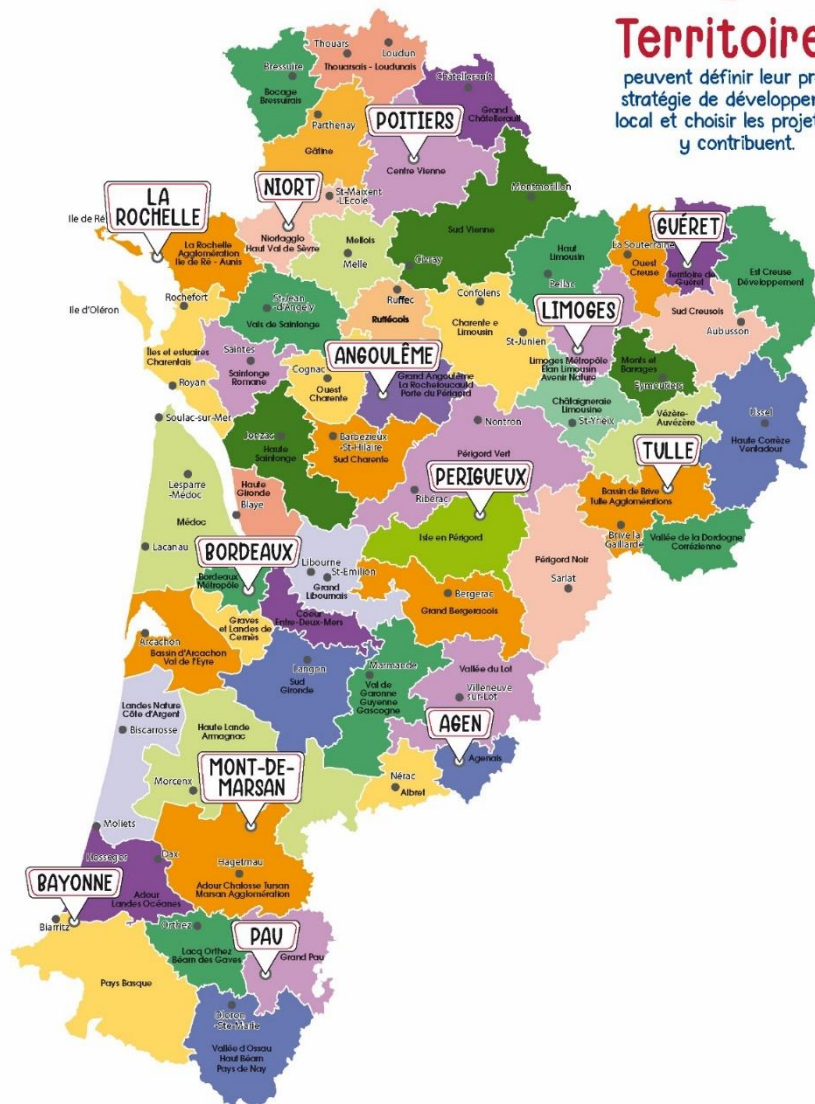 Territoire
peuvent définir leur pr
stratégie de développer
local et choisir les projet
y contribuent.
Thouars
Loudun
Thouarsais - Loudunais
Bressuire
Bocage
Bressuirais
Châtellerault
Grand
Châtellerault
Parthenay
Gâtine
POITIERS
Centre Vienne
NIORT
St-Maixent
-L'Ecole
Niortagglo
Haut Val de Sèvre
LA
ROCHELLE
Ile de Ré
La Rochelle
Agglomération
Ile de Ré - Aunis
Mellois
Melle
Montmorillon
Sud Vienne
Civray
Haut
Limousin
Bellac
La Souterraine
Ouest
Creuse
GUÉRET
Territoire de
Guéret
Est Creuse
Développement
Sud Creusois
Aubusson
Ile d'Oléron
Rochefort
St-Jean
d'Angely
Vals de Saintonge
Ruffec
Ruffécois
Confolens
Charente e
Limousin
St-Junien
LIMOGES
Limoges Métropôle
Elan Limousin
Avenir Nature
Monts et
Barrages
Eymoutiers
Îles et estuaires
Charentais
Royan
Saintes
Saintonge
Romane
Cognac
Ouest
Charente
ANGOULÊME
Grand Angoulême
La Rochefoucauld
Porte du Périgord
Châtaigneraie
Limousine
St-Yrieix
Vézère-
Auvézère
Ussel
Haute Corrèze
Ventadour
Soulac-sur-Mer
Jonzac
Haute
Saintonge
Barbezieux
-St-Hilaire
Sud Charente
Nontron
Périgord Vert
Ribérac
PERIGUEUX
Isle en Périgord
TULLE
Bassin de Brive
Tulle Agglomérations
Brive la
Gaillarde
Vallée de la Dordogne
Corrézienne
Lesparre
-Médoc
Médoc
Lacanau
Haute
Gironde
Blaye
BORDEAUX
Bordeaux
Métropôle
Libourne
St-Emilion
Grand
Libournais
Coeur
Entre-Deux-Mers
Graves
et Landes de
Cernès
Bergerac
Grand Bergeracois
Périgord Noir
Sarlat
Arcachon
Bassin d'Arcachon
Val de l'Eyre
Langon
Sud
Gironde
Marmande
Val de
Garonne
Guyenne
Gascogne
Vallée du Lot
Villeneuve
sur-Lot
Landes Nature
Côte d'Argent
Biscarrosse
Haute Lande
Armagnac
AGEN
Agenais
Nérac
Albret
Morcenx
MONT-DE-
MARSAN
Moliets
Hossegor
Dax
Adour
Landes Océanes
Hagetmau
Adour Chalosse Tursan
Marsan Agglomération
BAYONNE
Biarritz
Pays Basque
Orthez
Lacq Orthez
Béarn des Gaves
PAU
Grand Pau
Oloron
-Ste-Marie
Vallée d'Ossau
Haut Béarn
Pays de Nay